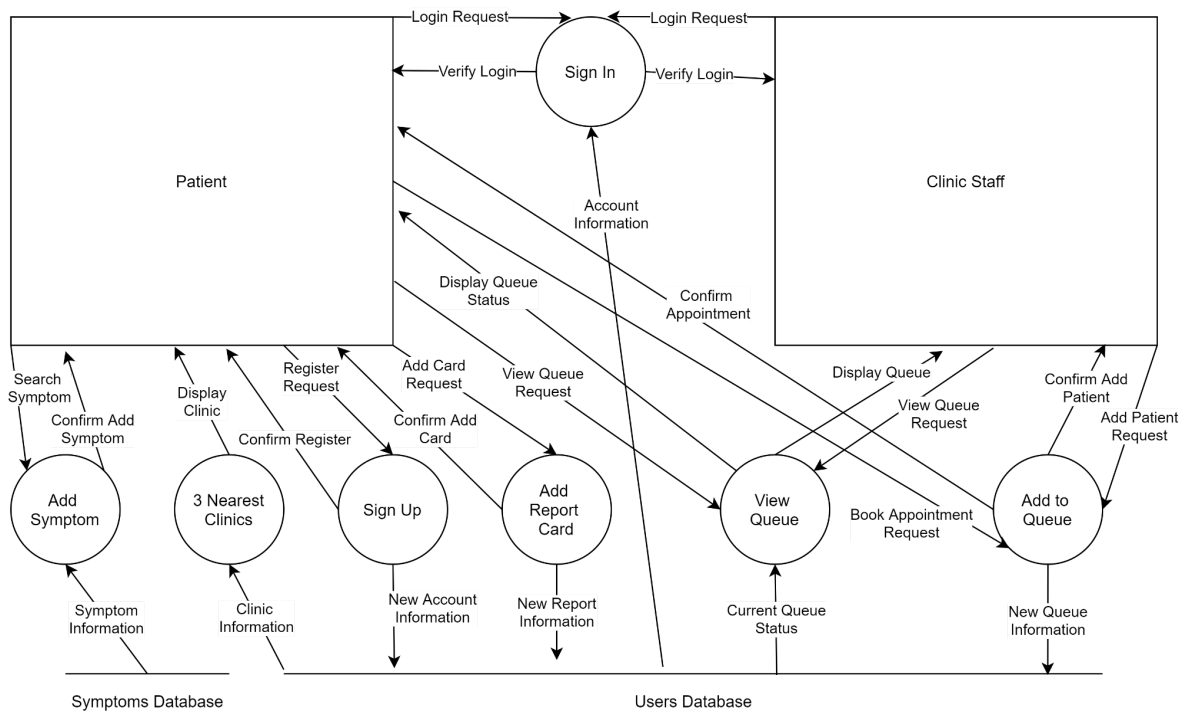 Login Request
Login Request
Sign In
Verify Login
Verify Login
Patient
Clinic Staff
Account
Information
Display Queue
Status
Confirm
Appointment
Search
Symptom
Confirm Add
Symptom
Display
Clinic
Confirm Register
Register
Request
Add Card
Request
Confirm Add
Card
View Queue
Request
Display Queue
View Queue
Request
Confirm Add
Patient
Add Patient
Request
Add
Symptom
3 Nearest
Clinics
Sign Up
Add
Report
Card
View
Queue
Book Appointment
Request
Add to
Queue
Symptom
Information
Clinic
Information
New Account
Information
New Report
Information
Current Queue
Status
New Queue
Information
Symptoms Database
Users Database